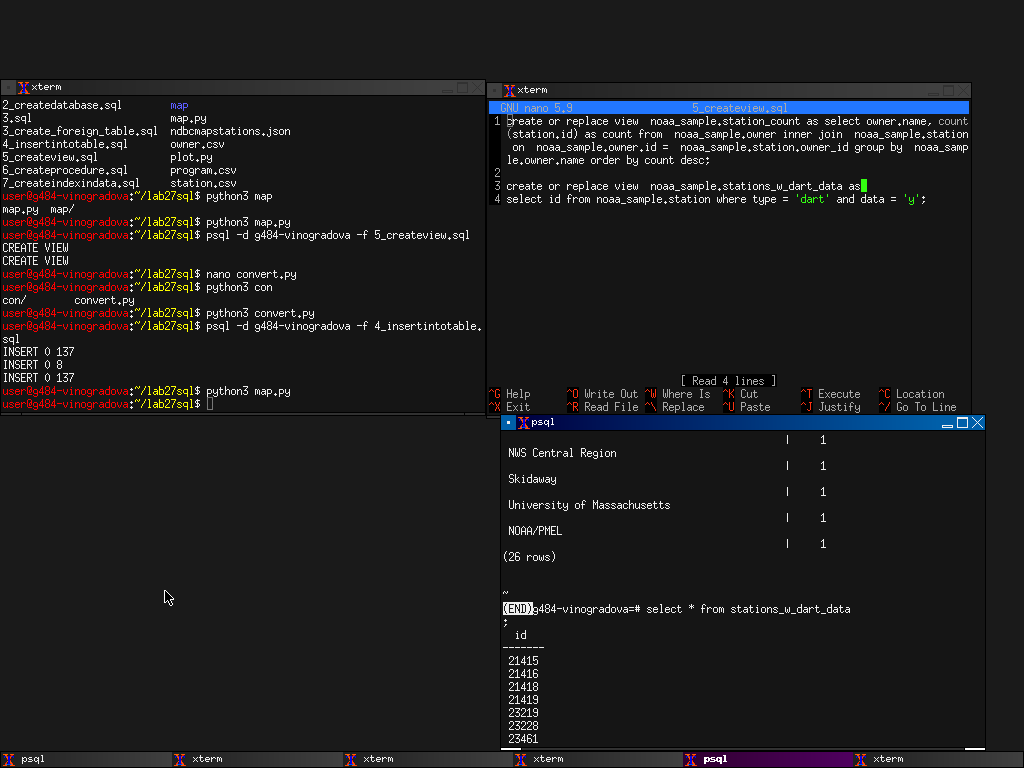 xterm
2_createdatabase.sql map
3.sql map.py
3_create_foreign_table.sql ndbcmapstations.json
4_insertintotable.sql owner.csv
5_createview.sql plot.py
6_createprocedure.sql program.csv
7_createindexindata.sql station.csv
user@g484-vinogradova:~/lab27sql$ python3 map
map.py map/
user@g484-vinogradova:~/lab27sql$ python3 map.py
user@g484-vinogradova:~/lab27sql$ psql -d g484-vinogradova -f 5_createview.sql
CREATE VIEW
CREATE VIEW
user@g484-vinogradova:~/lab27sql$ nano convert.py
user@g484-vinogradova:~/lab27sql$ python3 con
con/ convert.py
user@g484-vinogradova:~/lab27sql$ python3 convert.py
user@g484-vinogradova:~/lab27sql$ psql -d g484-vinogradova -f 4_insertintotable.
sql
INSERT 0 137
INSERT 0 8
INSERT 0 137
user@g484-vinogradova:~/lab27sql$ python3 map.py
user@g484-vinogradova:~/lab27sql$
xterm
GNU nano 5.9 5_createview.sql
1 create or replace view noaa_sample.station_count as select owner.name, count
(station.id) as count from noaa_sample.owner inner join noaa_sample.station
on noaa_sample.owner.id = noaa_sample.station.owner_id group by noaa_samp
le.owner.name order by count desc;
2
3 create or replace view noaa_sample.stations_w_dart_data as
4 select id from noaa_sample.station where type = 'dart' and data = 'y';
[ Read 4 lines ]
^G Help ^O Write Out ^W Where Is ^K Cut ^T Execute ^C Location
^X Exit ^R Read File ^\ Replace ^U Paste ^J Justify ^/ Go To Line
psql
| 1
NWS Central Region
| 1
Skidaway
| 1
University of Massachusetts
| 1
NOAA/PMEL
| 1
(26 rows)
~
(END)g484-vinogradova=# select * from stations_w_dart_data
;
id
-------
21415
21416
21418
21419
23219
23228
23461
psql xterm xterm xterm psql xterm